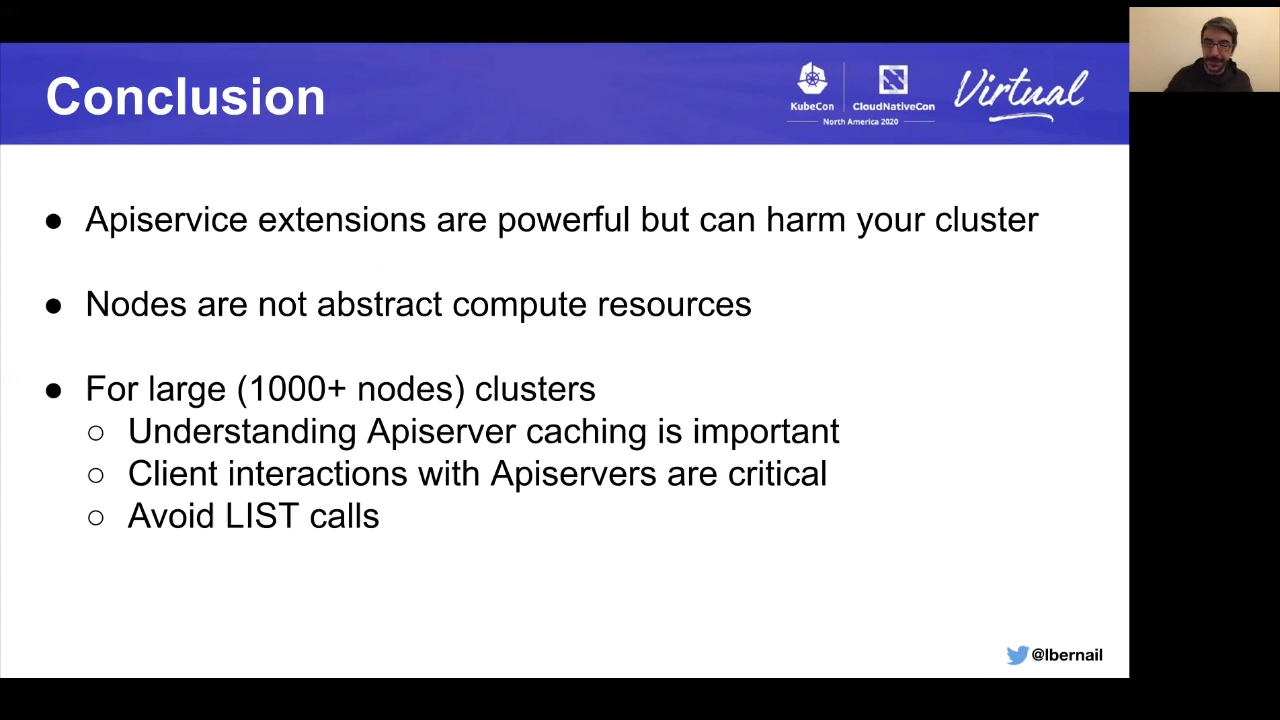 Conclusion
KubeCon
CloudNativeCon
North America 2020
Virtual
● Apiservice extensions are powerful but can harm your cluster
● Nodes are not abstract compute resources
● For large (1000+ nodes) clusters
○ Understanding Apiserver caching is important
○ Client interactions with Apiservers are critical
○ Avoid LIST calls
@lbernail